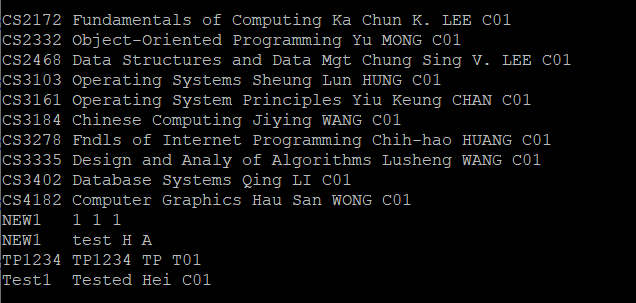 CS2172 Fundamentals of Computing Ka Chun K. LEE C01
CS2332 Object-Oriented Programming Yu MONG C01
CS2468 Data Structures and Data Mgt Chung Sing V. LEE C01
CS3103 Operating Systems Sheung Lun HUNG C01
CS3161 Operating System Principles Yiu Keung CHAN C01
CS3184 Chinese Computing Jiying WANG C01
CS3278 Fndls of Internet Programming Chih-hao HUANG C01
CS3335 Design and Analy of Algorithms Lusheng WANG C01
CS3402 Database Systems Qing LI C01
CS4182 Computer Graphics Hau San WONG C01
NEW1   1 1 1
NEW1   test H A
TP1234 TP1234 TP T01
Test1  Tested Hei C01